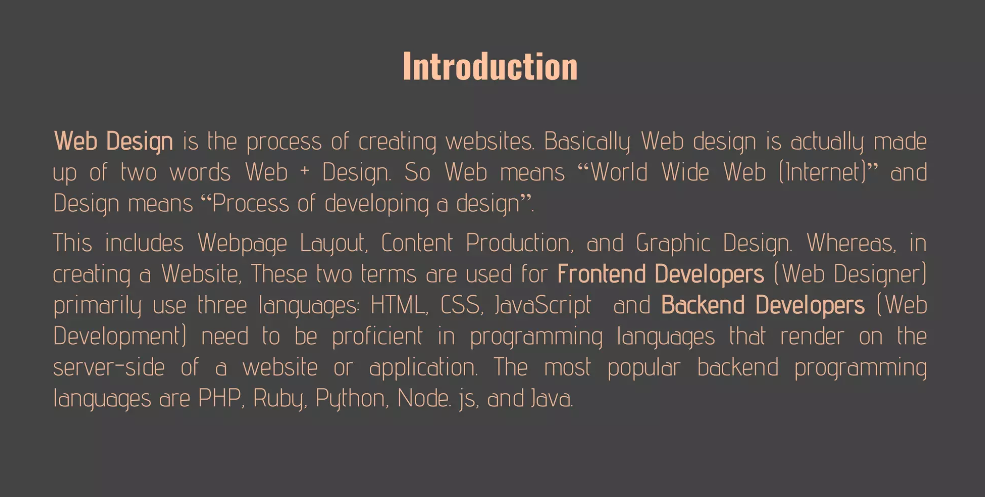 Introduction
Web Design is the process of creating websites. Basically Web design is actually made
up of two words Web + Design. So Web means “World Wide Web (Internet)” and
Design means “Process of developing a design”.
This includes Webpage Layout, Content Production, and Graphic Design. Whereas, in
creating a Website, These two terms are used for Frontend Developers (Web Designer)
primarily use three languages: HTML, CSS, JavaScript and Backend Developers (Web
Development) need to be proficient in programming languages that render on the
server-side of a website or application. The most popular backend programming
languages are PHP, Ruby, Python, Node. js, and Java.